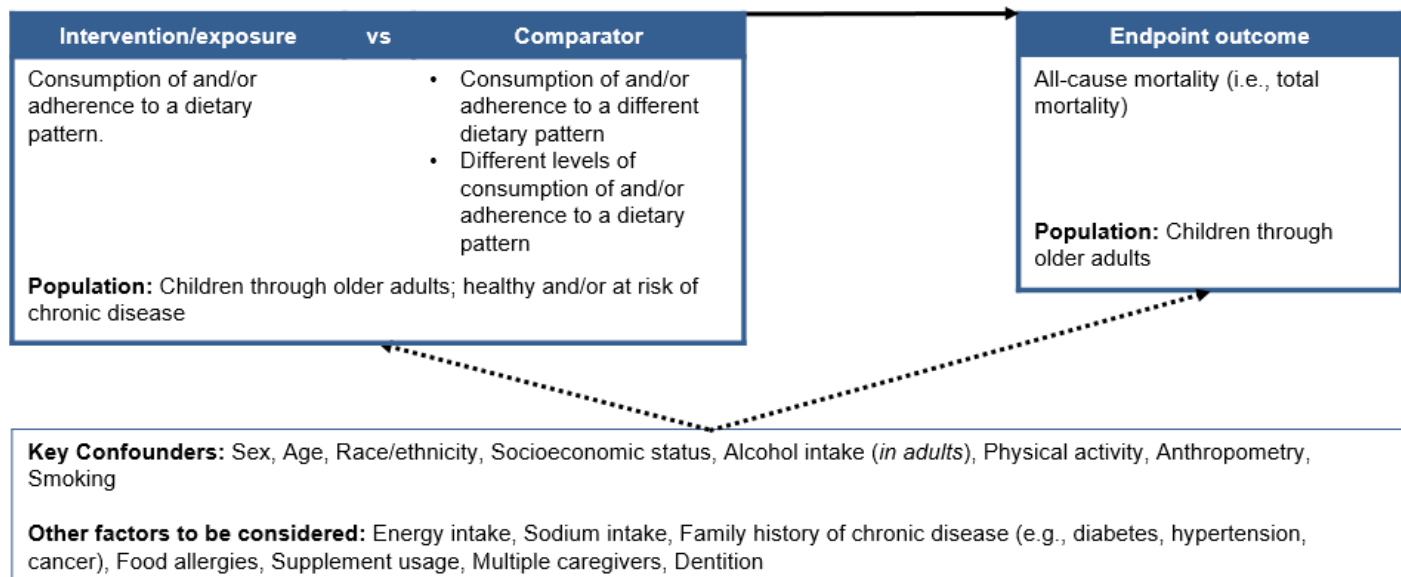 Intervention/exposure vs Comparator
Consumption of and/or
adherence to a dietary
pattern.
• Consumption of and/or
adherence to a different
dietary pattern
• Different levels of
consumption of and/or
adherence to a dietary
pattern
Population: Children through older adults; healthy and/or at risk of
chronic disease
Endpoint outcome
All-cause mortality (i.e., total
mortality)
Population: Children through
older adults
Key Confounders: Sex, Age, Race/ethnicity, Socioeconomic status, Alcohol intake (in adults), Physical activity, Anthropometry,
Smoking
Other factors to be considered: Energy intake, Sodium intake, Family history of chronic disease (e.g., diabetes, hypertension,
cancer), Food allergies, Supplement usage, Multiple caregivers, Dentition